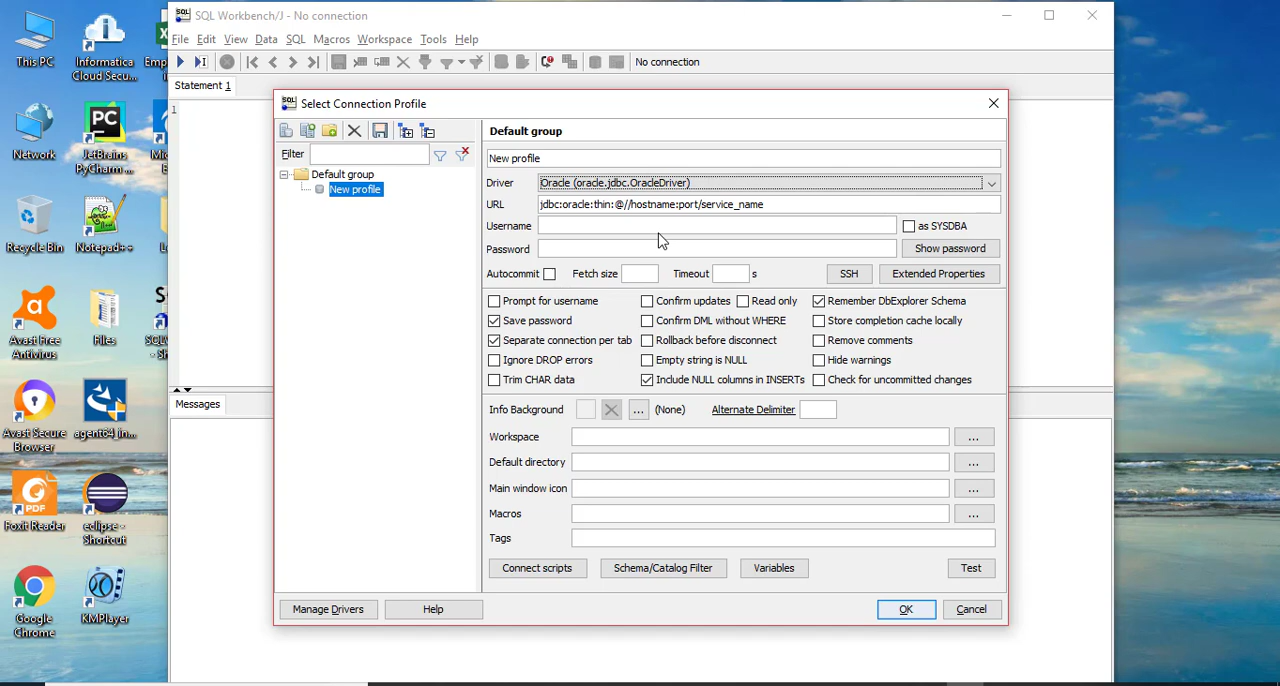 SQL Workbench/J - No connection
File Edit View Data SQL Macros Workspace Tools Help
No connection
Statement 1
1
Messages
SQL Select Connection Profile
Filter
Default group
New profile
Default group
New profile
Driver Oracle (oracle.jdbc.OracleDriver)
URL jdbc:oracle:thin:@//hostname:port/service_name
Username as SYSDBA
Password Show password
Autocommit Fetch size Timeout s SSH Extended Properties
Prompt for username Confirm updates Read only Remember DbExplorer Schema
Save password Confirm DML without WHERE Store completion cache locally
Separate connection per tab Rollback before disconnect Remove comments
Ignore DROP errors Empty string is NULL Hide warnings
Trim CHAR data Include NULL columns in INSERTs Check for uncommitted changes
Info Background ... (None) Alternate Delimiter
Workspace ...
Default directory ...
Main window icon ...
Macros ...
Tags
Connect scripts Schema/Catalog Filter Variables Test
Manage Drivers Help OK Cancel
This PC
Informatica
Cloud Secu...
Network
PC
JetBrains
PyCharm ...
Recycle Bin
Notepad++
Avast Free
Antivirus
Files
Avast Secure
Browser
agent64_in...
PDF
Foxit Reader
eclipse -
Shortcut
Google
Chrome
KMPlayer